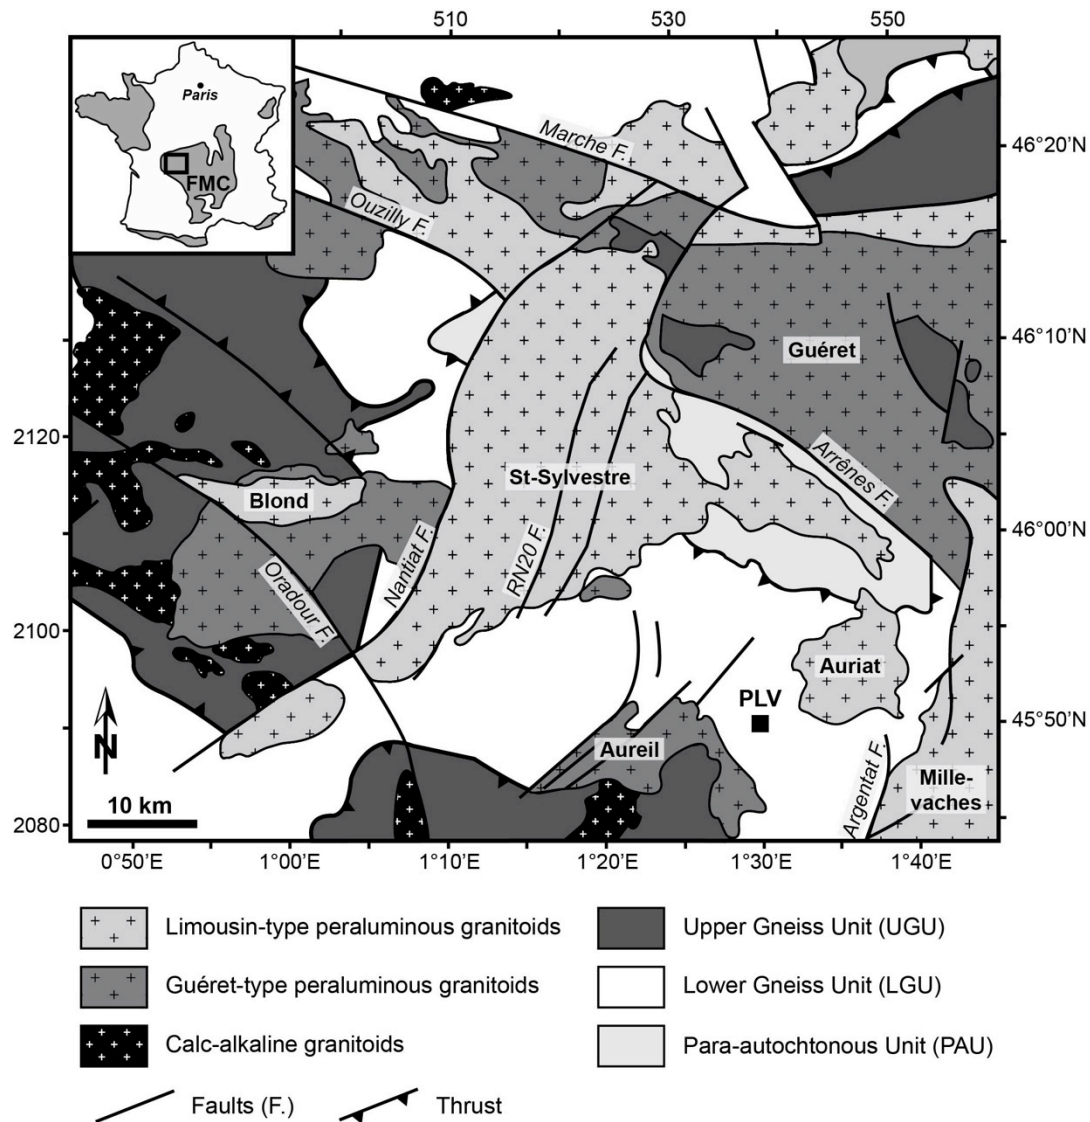 510
530
550
Paris
FMC
Marche F.
46°20'N
Ouzilly F.
46°10'N
Guéret
2120
Arrênes F.
St-Sylvestre
Blond
46°00'N
Nantiat F.
RN20 F.
Oradour F.
2100
Auriat
PLV
45°50'N
N
Aureil
Argentat F.
Mille-
vaches
10 km
2080
0°50'E
1°00'E
1°10'E
1°20'E
1°30'E
1°40'E
Limousin-type peraluminous granitoids
Guéret-type peraluminous granitoids
Calc-alkaline granitoids
Faults (F.)
Thrust
Upper Gneiss Unit (UGU)
Lower Gneiss Unit (LGU)
Para-autochtonous Unit (PAU)